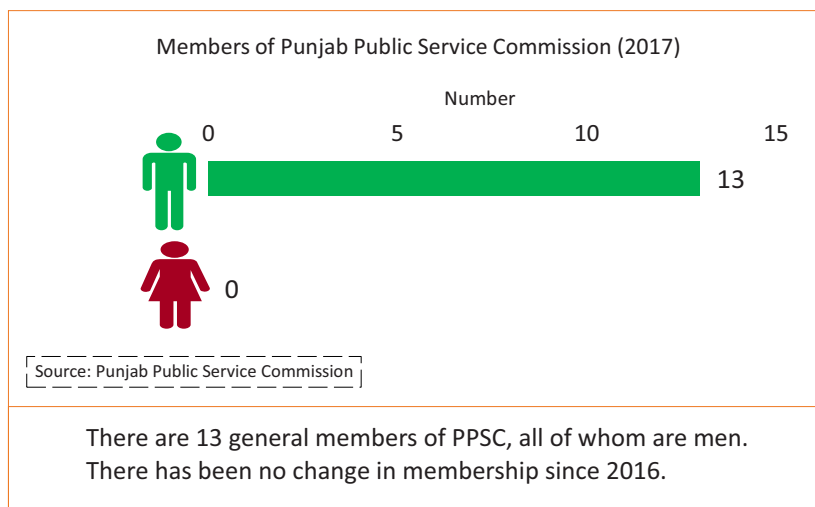 Members of Punjab Public Service Commission (2017)
Number
0 5 10 15
13
0
Source: Punjab Public Service Commission
There are 13 general members of PPSC, all of whom are men.
There has been no change in membership since 2016.